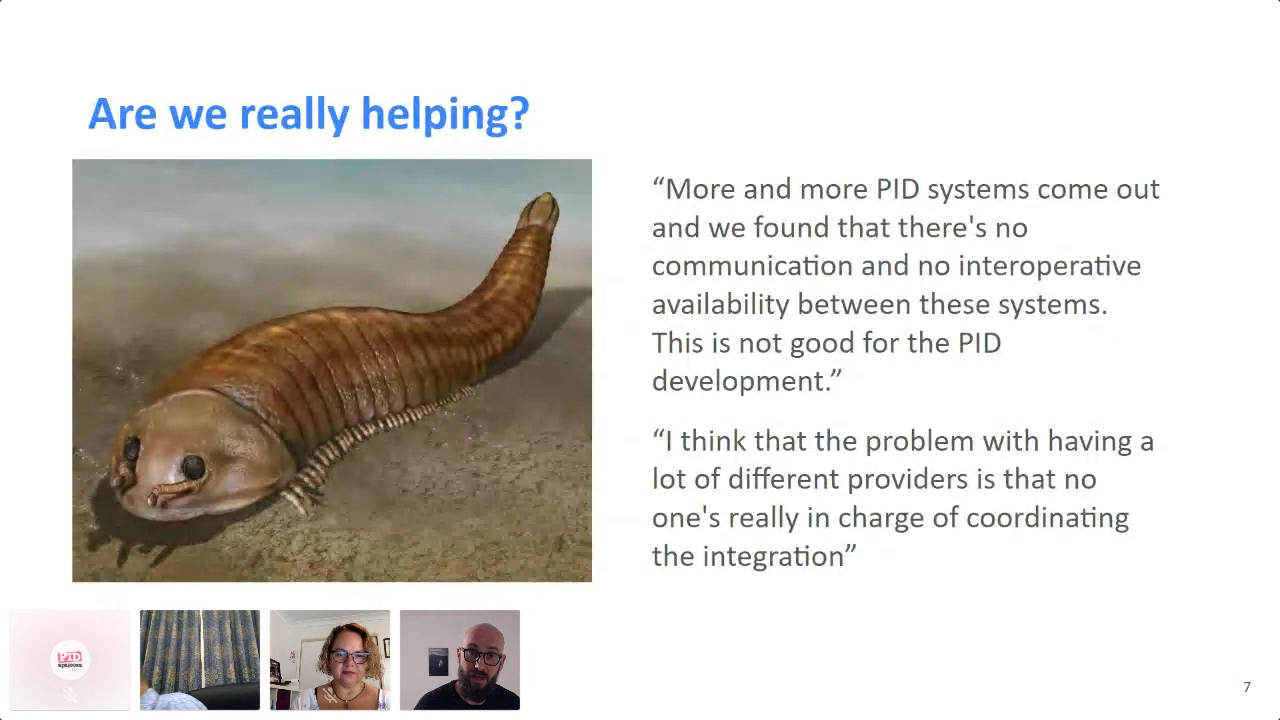 Are we really helping?
“More and more PID systems come out
and we found that there's no
communication and no interoperative
availability between these systems.
This is not good for the PID
development.”
“I think that the problem with having a
lot of different providers is that no
one's really in charge of coordinating
the integration”
PID
apalooza
7